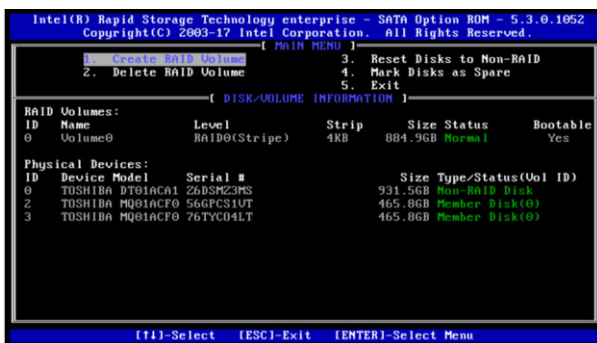 Intel(R) Rapid Storage Technology enterprise - SATA Option ROM - 5.3.0.1052
Copyright(C) 2003-17 Intel Corporation. All Rights Reserved.
[ MAIN MENU ]
1. Create RAID Volume 3. Reset Disks to Non-RAID
2. Delete RAID Volume 4. Mark Disks as Spare
5. Exit
[ DISK/VOLUME INFORMATION ]
RAID Volumes:
ID Name Level Strip Size Status Bootable
0 Volume0 RAID0(Stripe) 4KB 884.9GB Normal Yes
Physical Devices:
ID Device Model Serial # Size Type/Status(Vol ID)
0 TOSHIBA DT01ACA1 Z6DSMZ3MS 931.5GB Non-RAID Disk
2 TOSHIBA MQ01ACF0 56GPCS1VT 465.8GB Member Disk(0)
3 TOSHIBA MQ01ACF0 76TYC04LT 465.8GB Member Disk(0)
[↑↓]-Select [ESC]-Exit [ENTER]-Select Menu